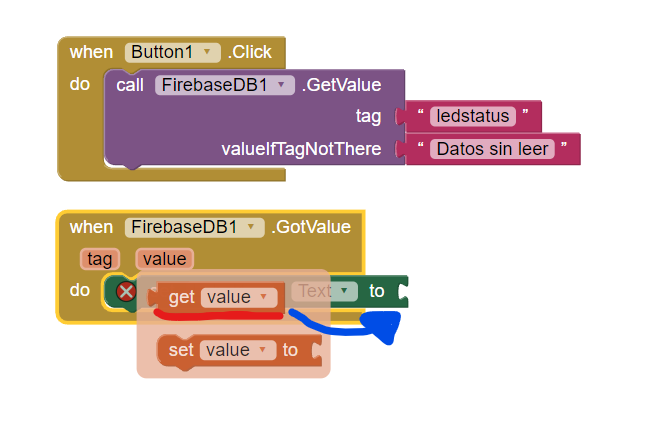 when Button1 .Click
do call FirebaseDB1 .GetValue
tag “ ledstatus ”
valueIfTagNotThere “ Datos sin leer ”
when FirebaseDB1 .GotValue
tag value
do get value Text to
set value to